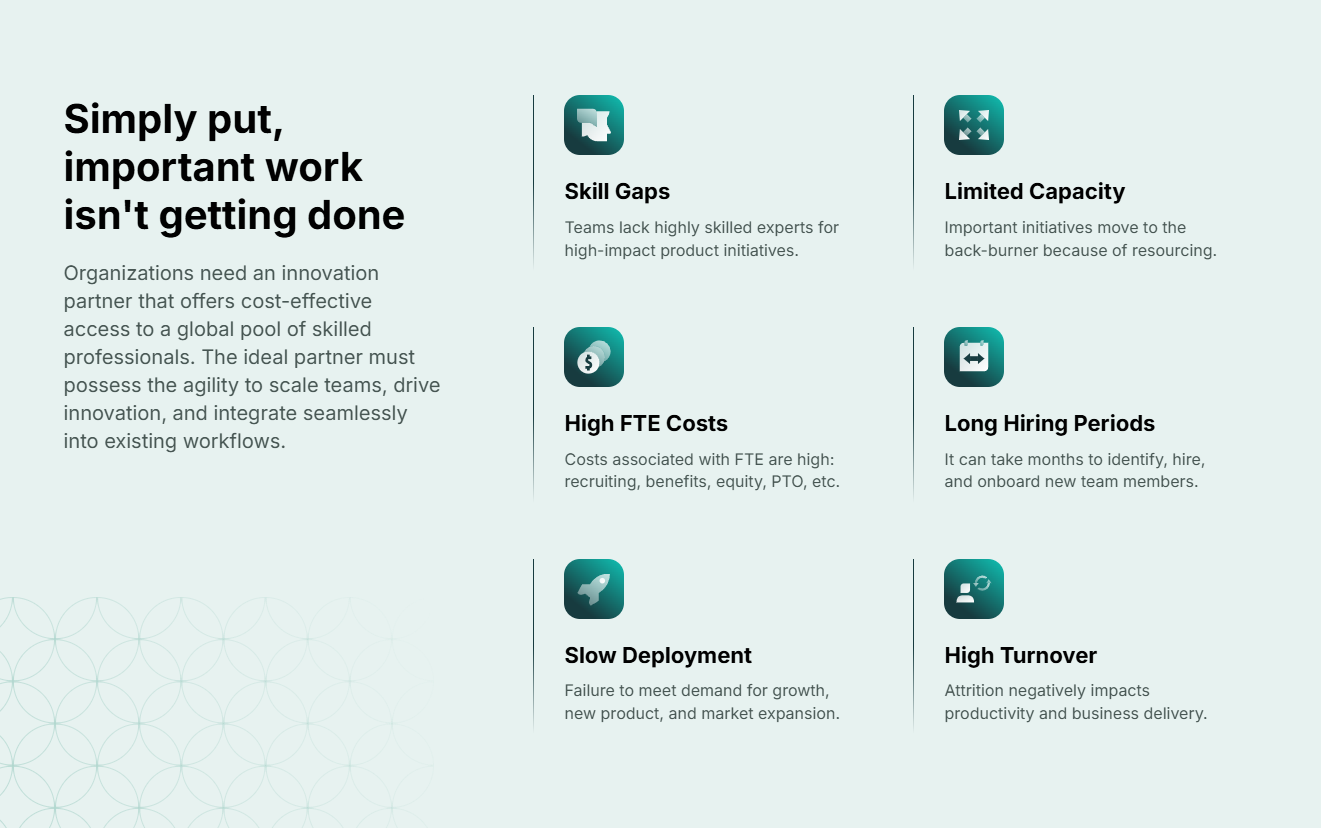 Simply put,
important work
isn't getting done
Organizations need an innovation
partner that offers cost-effective
access to a global pool of skilled
professionals. The ideal partner must
possess the agility to scale teams, drive
innovation, and integrate seamlessly
into existing workflows.
Skill Gaps
Teams lack highly skilled experts for
high-impact product initiatives.
Limited Capacity
Important initiatives move to the
back-burner because of resourcing.
$
High FTE Costs
Costs associated with FTE are high:
recruiting, benefits, equity, PTO, etc.
Long Hiring Periods
It can take months to identify, hire,
and onboard new team members.
Slow Deployment
Failure to meet demand for growth,
new product, and market expansion.
High Turnover
Attrition negatively impacts
productivity and business delivery.